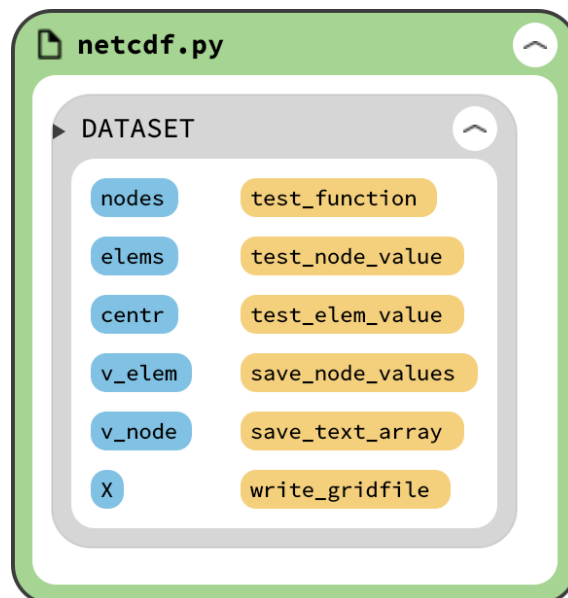 netcdf.py
DATASET
nodes test_function
elems test_node_value
centr test_elem_value
v_elem save_node_values
v_node save_text_array
X write_gridfile